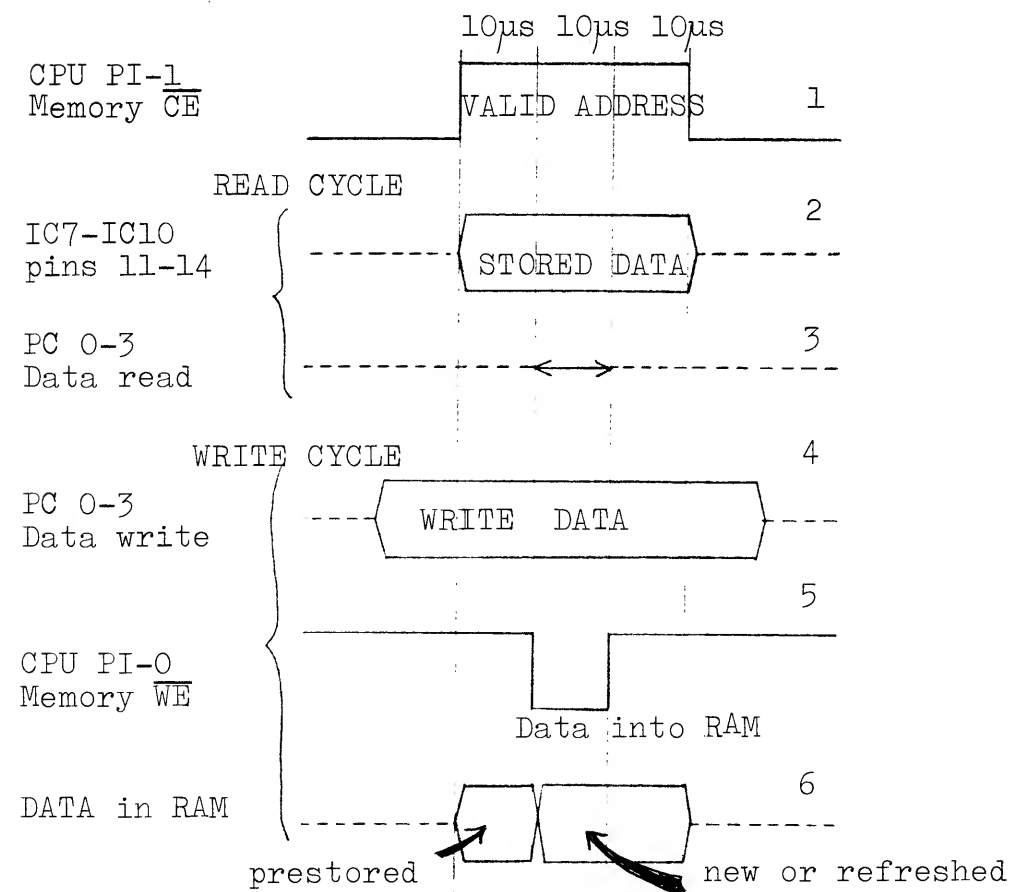 10µs 10µs 10µs
CPU PI-1
Memory C̅E̅
VALID ADDRESS
1
READ CYCLE
2
IC7-IC10
pins 11-14
STORED DATA
3
PC 0-3
Data read
WRITE CYCLE
4
PC 0-3
Data write
WRITE DATA
5
CPU PI-0
Memory W̅E̅
Data into RAM
6
DATA in RAM
prestored
new or refreshed